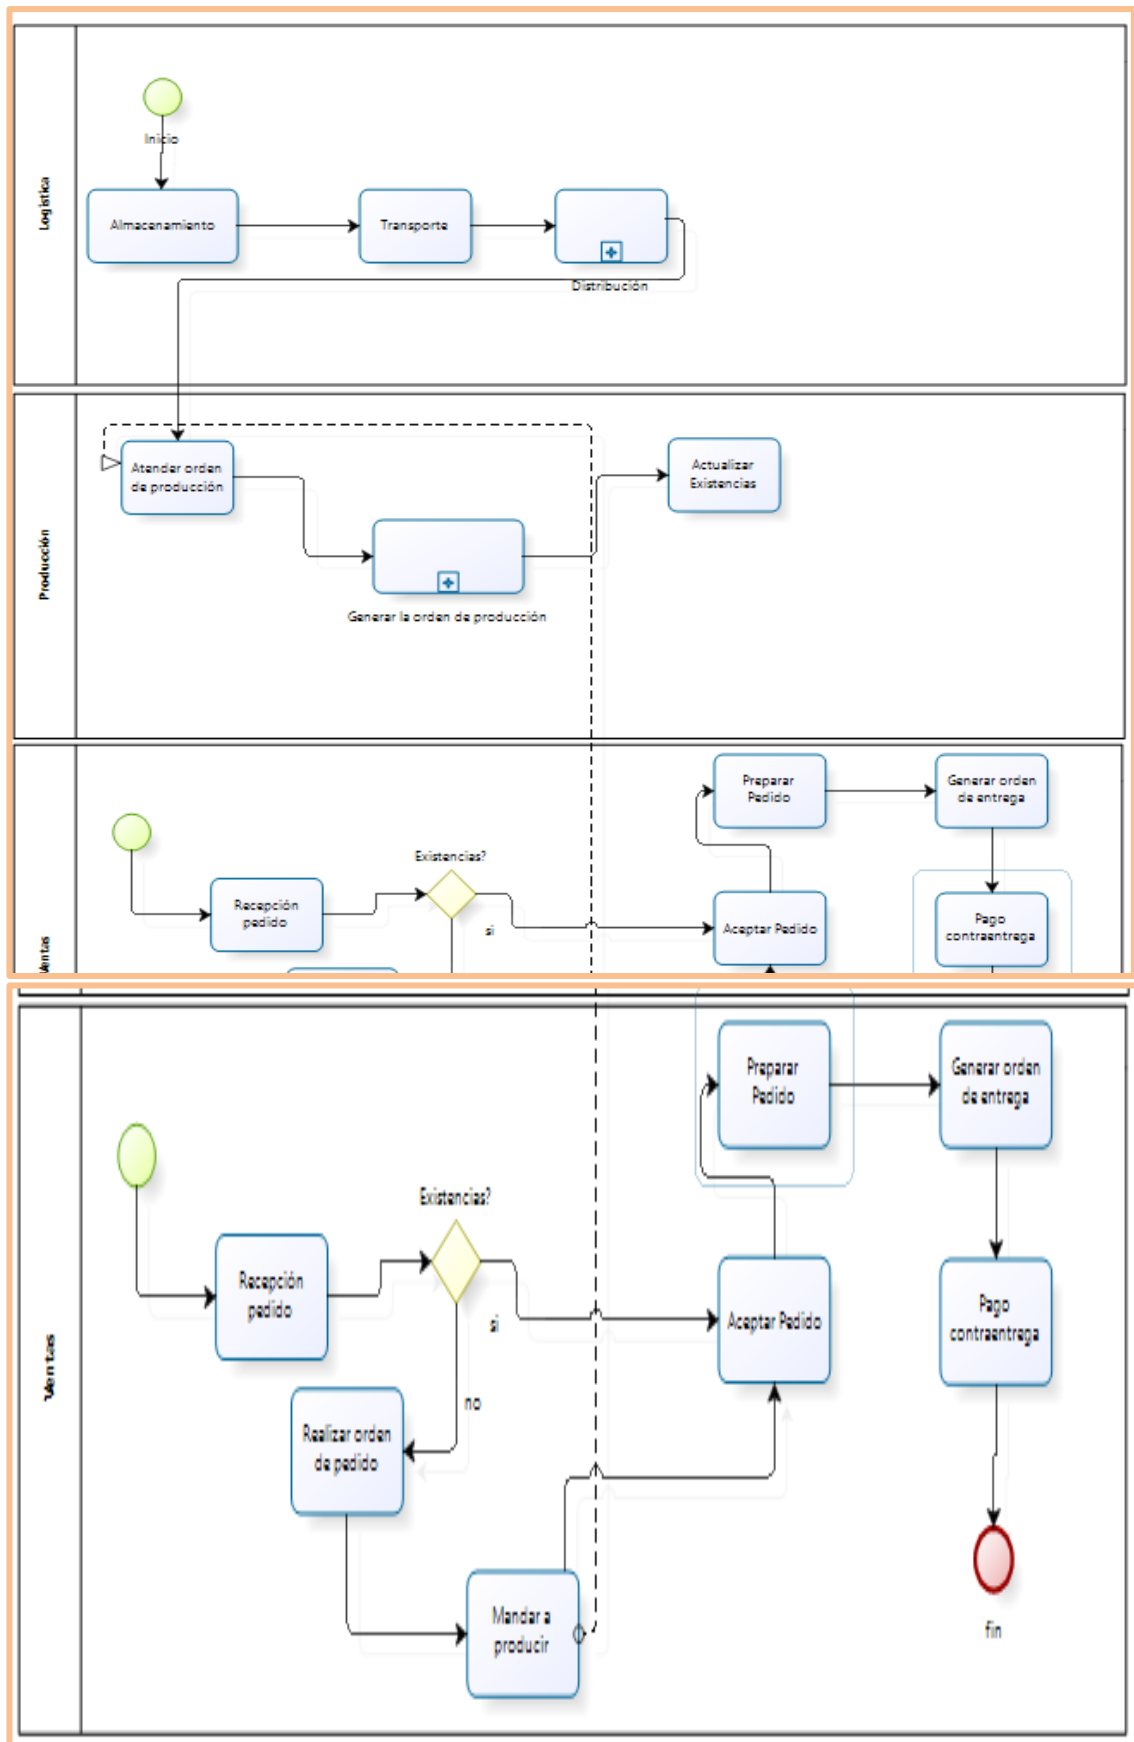 Logística
Inicio
Almacenamiento
Transporte
Distribución
Producción
Atender orden
de producción
Actualizar
Existencias
Generar la orden de producción
Ventas
Preparar
Pedido
Generar orden
de entrega
Existencias?
Recepción
pedido
si
Aceptar Pedido
Pago
contraentrega
Ventas
Preparar
Pedido
Generar orden
de entrega
Existencias?
Recepción
pedido
si
Aceptar Pedido
Pago
contraentrega
no
Realizar orden
de pedido
Mandar a
producir
fin